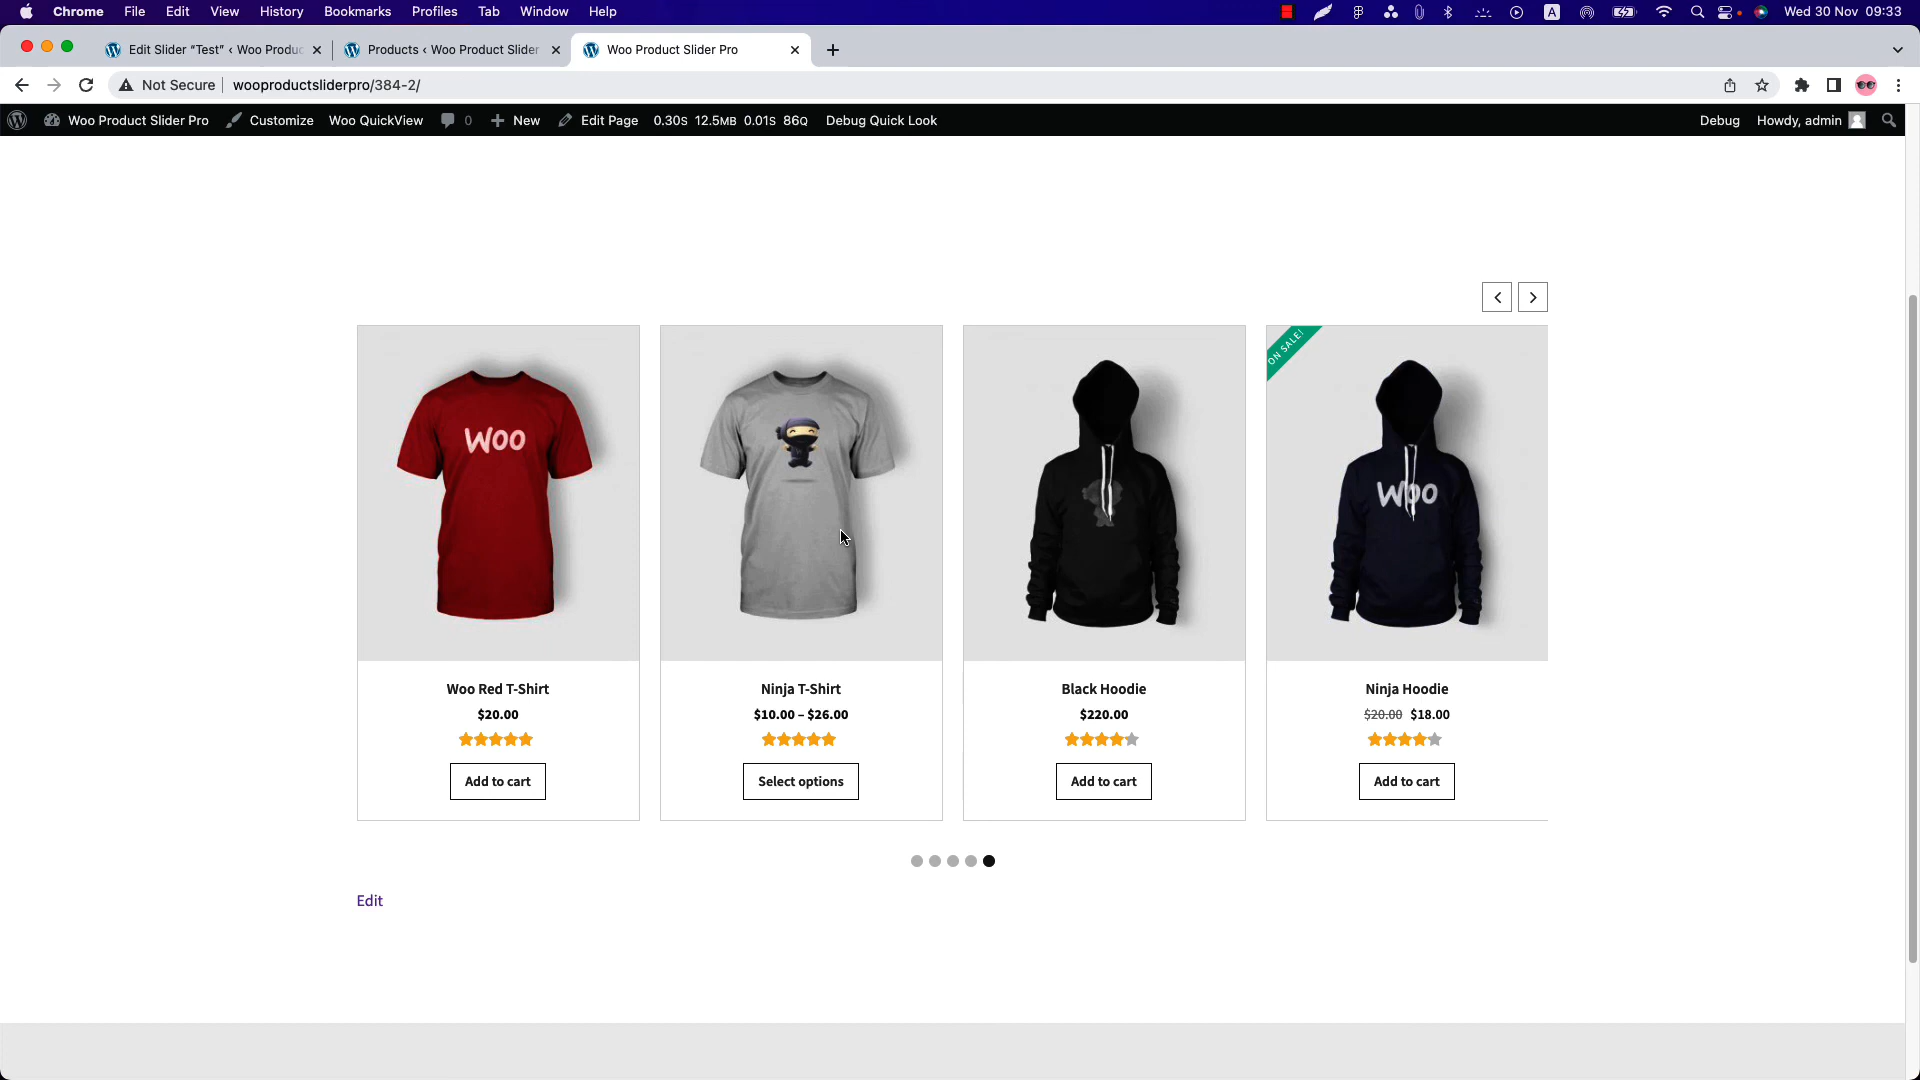 Chrome File Edit View History Bookmarks Profiles Tab Window Help
A Wed 30 Nov 09:33
Edit Slider “Test” ‹ Woo Produc
Products ‹ Woo Product Slider
Woo Product Slider Pro
Not Secure wooproductsliderpro/384-2/
Woo Product Slider Pro Customize Woo QuickView 0 New Edit Page 0.30S 12.5MB 0.01S 86Q Debug Quick Look Debug Howdy, admin
ON SALE!
Woo
Woo
Woo Red T-Shirt
$20.00
Add to cart
Ninja T-Shirt
$10.00 – $26.00
Select options
Black Hoodie
$220.00
Add to cart
Ninja Hoodie
$20.00 $18.00
Add to cart
Edit